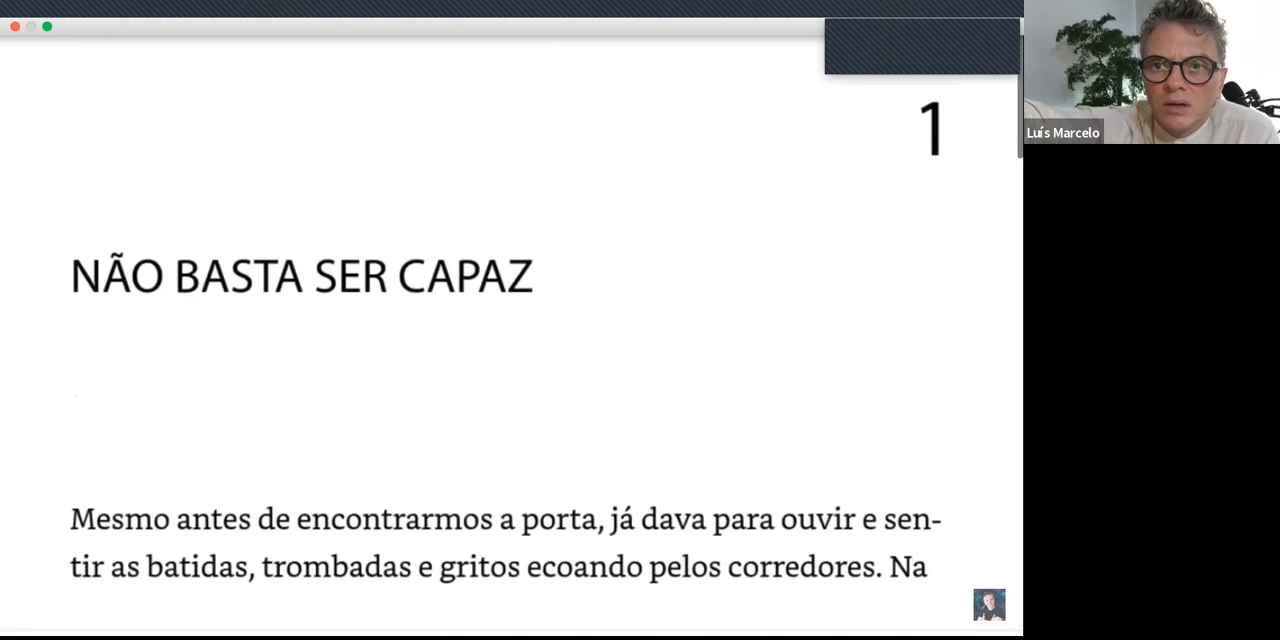 1
Luís Marcelo
NÃO BASTA SER CAPAZ
Mesmo antes de encontrarmos a porta, já dava para ouvir e sen-
tir as batidas, trombadas e gritos ecoando pelos corredores. Na